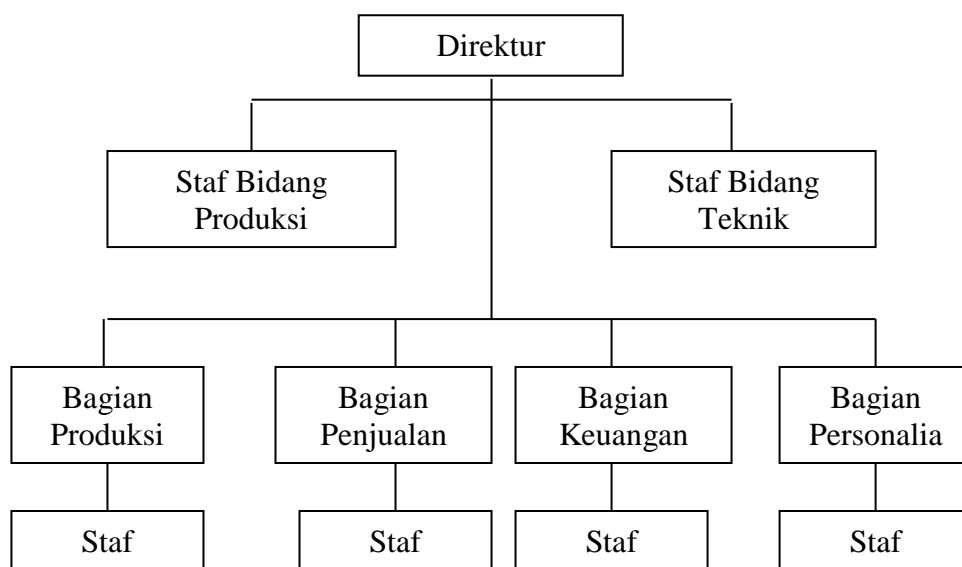 Direktur
Staf Bidang
Produksi
Staf Bidang
Teknik
Bagian
Produksi
Bagian
Penjualan
Bagian
Keuangan
Bagian
Personalia
Staf
Staf
Staf
Staf